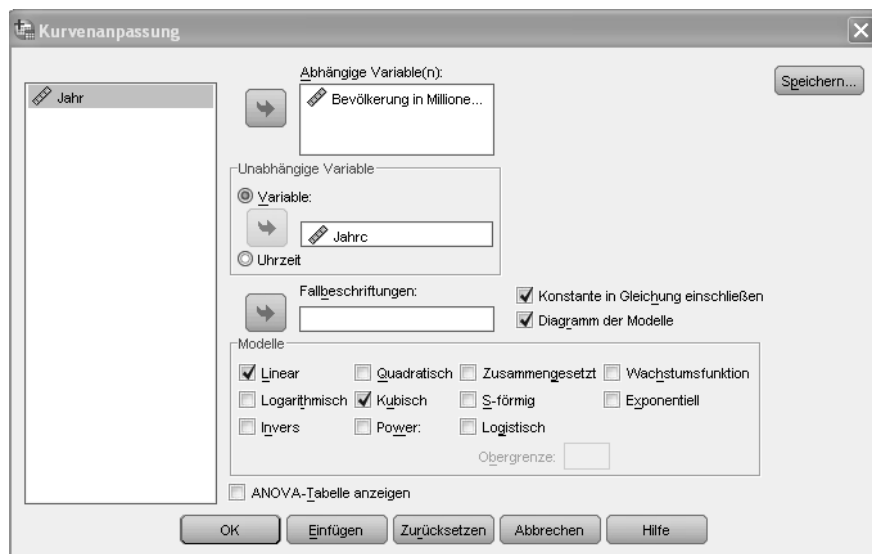 Kurvenanpassung
Jahr
Abhängige Variable(n):
Bevölkerung in Millione...
Speichern...
Unabhängige Variable
Variable:
Jahrc
Uhrzeit
Fallbeschriftungen:
Konstante in Gleichung einschließen
Diagramm der Modelle
Modelle
Linear Quadratisch Zusammengesetzt Wachstumsfunktion
Logarithmisch Kubisch S-förmig Exponentiell
Invers Power: Logistisch
Obergrenze:
ANOVA-Tabelle anzeigen
OK Einfügen Zurücksetzen Abbrechen Hilfe